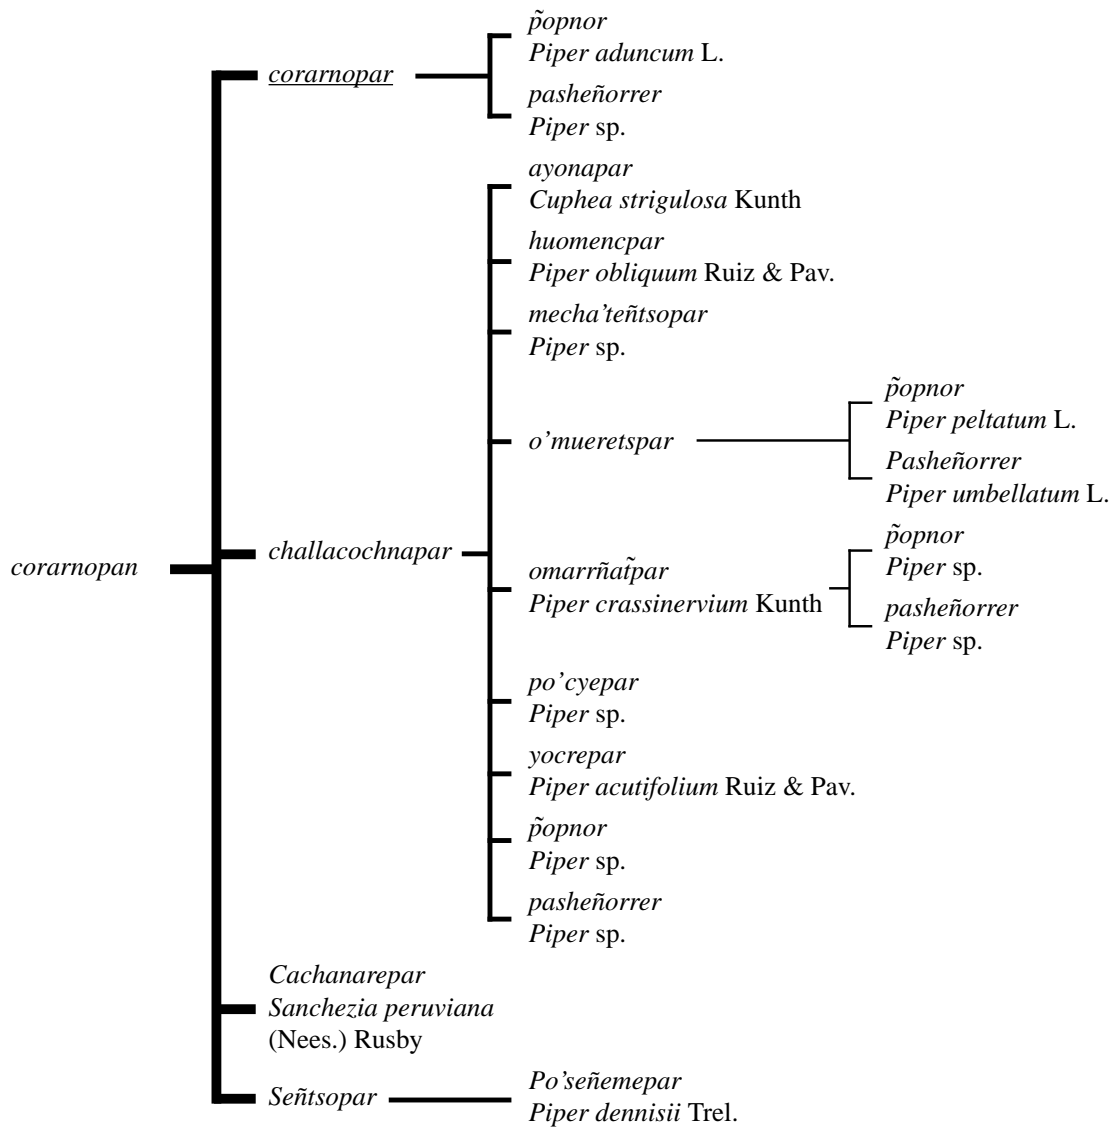 p̃opnor
Piper aduncum L.
corarnopar
pasheñorrer
Piper sp.
ayonapar
Cuphea strigulosa Kunth
huomencpar
Piper obliquum Ruiz & Pav.
mecha’teñtsopar
Piper sp.
o’mueretspar
p̃opnor
Piper peltatum L.
Pasheñorrer
Piper umbellatum L.
corarnopan
challacochnapar
omarrñat̃par
Piper crassinervium Kunth
p̃opnor
Piper sp.
pasheñorrer
Piper sp.
po’cyepar
Piper sp.
yocrepar
Piper acutifolium Ruiz & Pav.
p̃opnor
Piper sp.
pasheñorrer
Piper sp.
Cachanarepar
Sanchezia peruviana
(Nees.) Rusby
Señtsopar
Po’señemepar
Piper dennisii Trel.